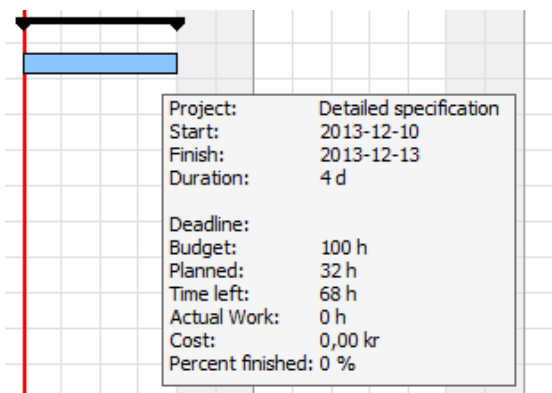 Project: Detailed specification
Start: 2013-12-10
Finish: 2013-12-13
Duration: 4 d
Deadline:
Budget: 100 h
Planned: 32 h
Time left: 68 h
Actual Work: 0 h
Cost: 0,00 kr
Percent finished: 0 %